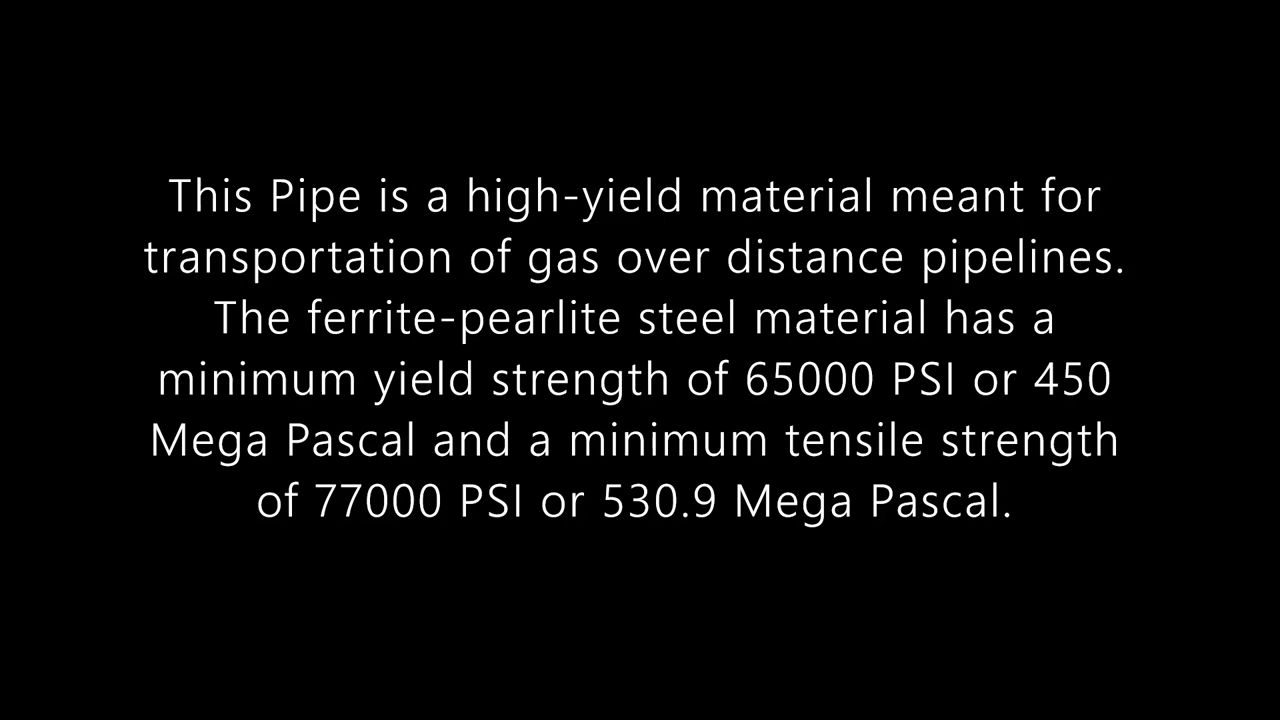 This Pipe is a high-yield material meant for
transportation of gas over distance pipelines.
The ferrite-pearlite steel material has a
minimum yield strength of 65000 PSI or 450
Mega Pascal and a minimum tensile strength
of 77000 PSI or 530.9 Mega Pascal.